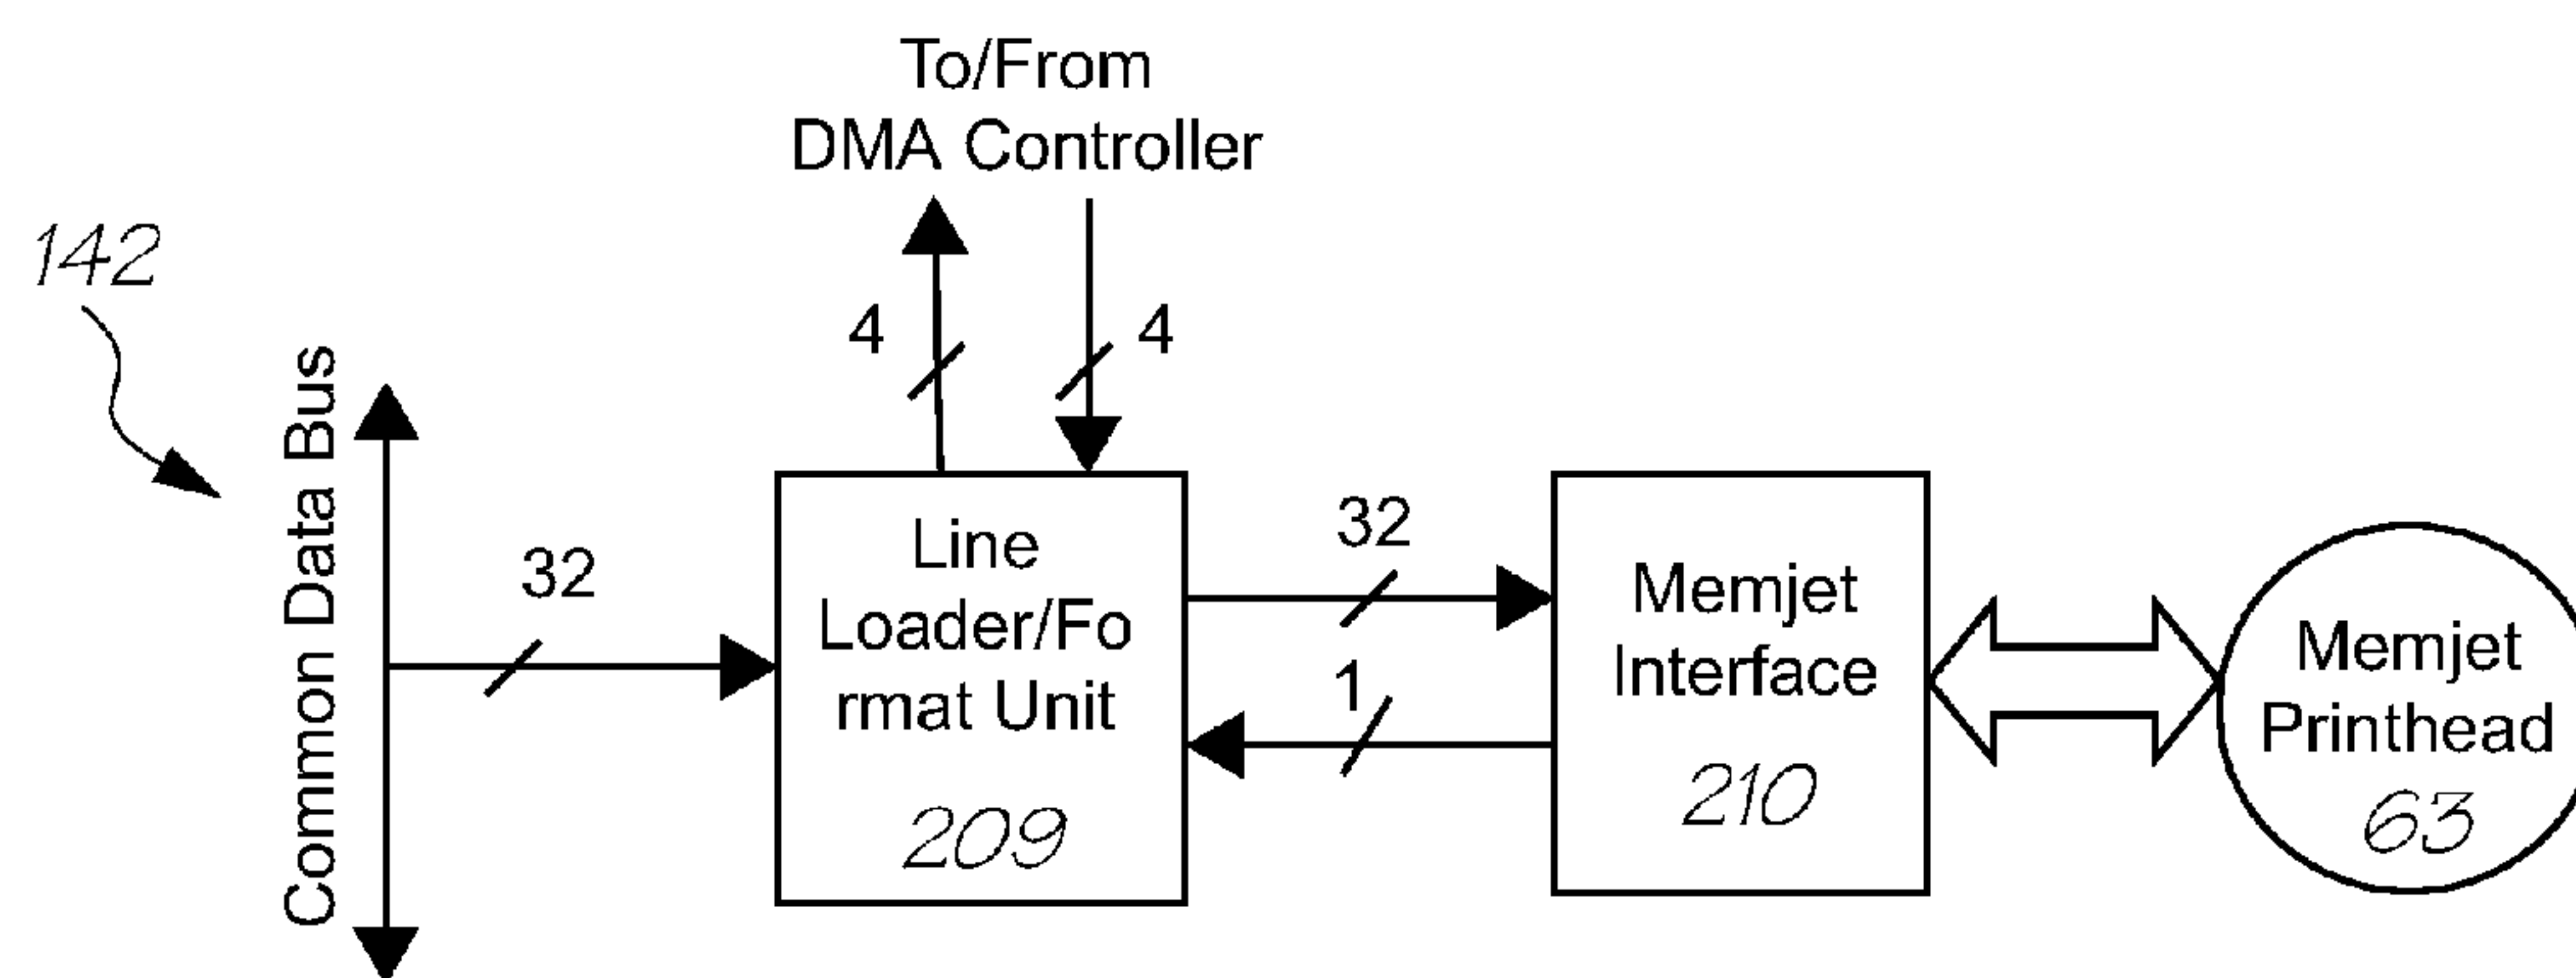 To/From
DMA Controller
142
4
4
Common Data Bus
32
Line
Loader/Fo
rmat Unit
209
32
1
Memjet
Interface
210
Memjet
Printhead
63